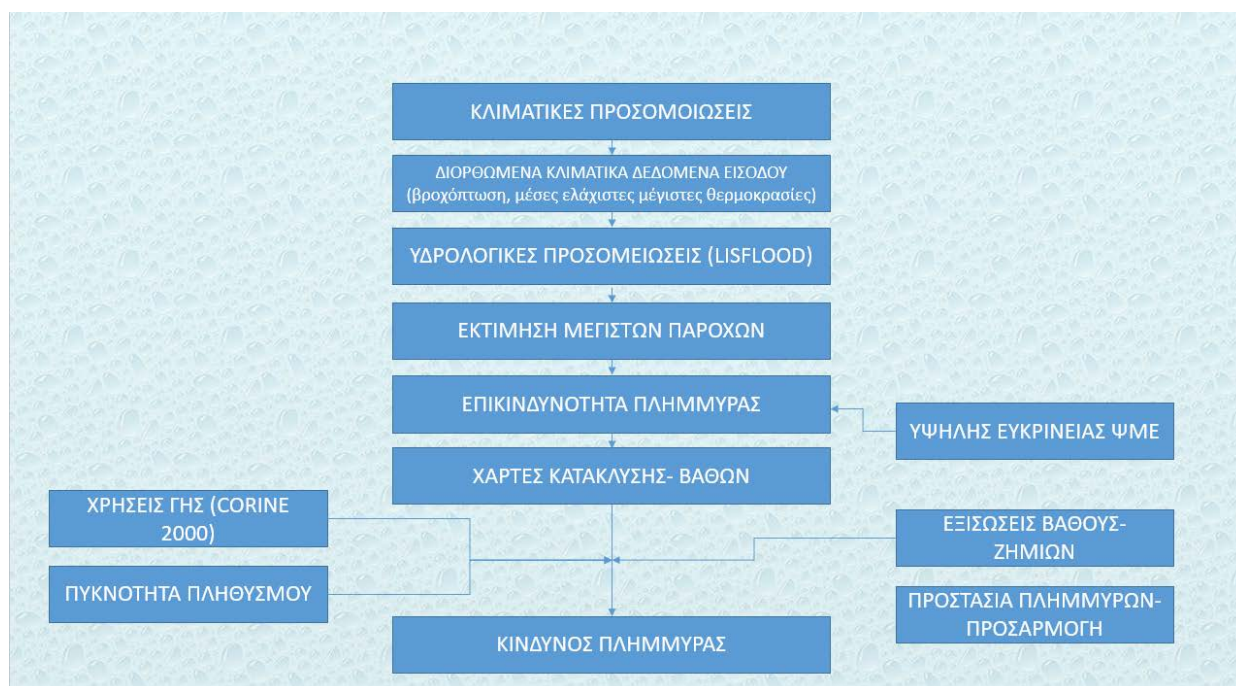 ΚΛΙΜΑΤΙΚΕΣ ΠΡΟΣΟΜΟΙΩΣΕΙΣ
ΔΙΟΡΘΩΜΕΝΑ ΚΛΙΜΑΤΙΚΑ ΔΕΔΟΜΕΝΑ ΕΙΣΟΔΟΥ
(βροχόπτωση, μέσες ελάχιστες μέγιστες θερμοκρασίες)
ΥΔΡΟΛΟΓΙΚΕΣ ΠΡΟΣΟΜΕΙΩΣΕΙΣ (LISFLOOD)
ΕΚΤΙΜΗΣΗ ΜΕΓΙΣΤΩΝ ΠΑΡΟΧΩΝ
ΕΠΙΚΙΝΔΥΝΟΤΗΤΑ ΠΛΗΜΜΥΡΑΣ
ΥΨΗΛΗΣ ΕΥΚΡΙΝΕΙΑΣ ΨΜΕ
ΧΑΡΤΕΣ ΚΑΤΑΚΛΥΣΗΣ- ΒΑΘΩΝ
ΧΡΗΣΕΙΣ ΓΗΣ (CORINE
2000)
ΕΞΙΣΩΣΕΙΣ ΒΑΘΟΥΣ-
ΖΗΜΙΩΝ
ΠΥΚΝΟΤΗΤΑ ΠΛΗΘΥΣΜΟΥ
ΠΡΟΣΤΑΣΙΑ ΠΛΗΜΜΥΡΩΝ-
ΠΡΟΣΑΡΜΟΓΗ
ΚΙΝΔΥΝΟΣ ΠΛΗΜΜΥΡΑΣ